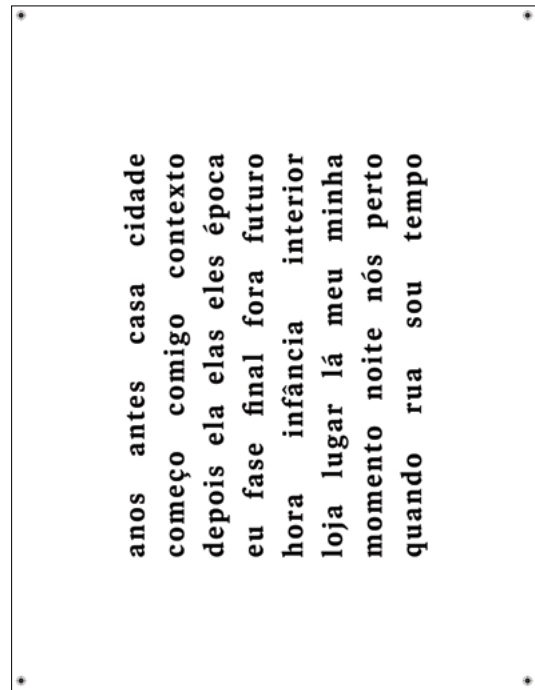 anos antes casa cidade
começo comigo contexto
depois ela elas eles época
eu fase final fora futuro
hora infância interior
loja lugar lá meu minha
momento noite nós perto
quando rua sou tempo